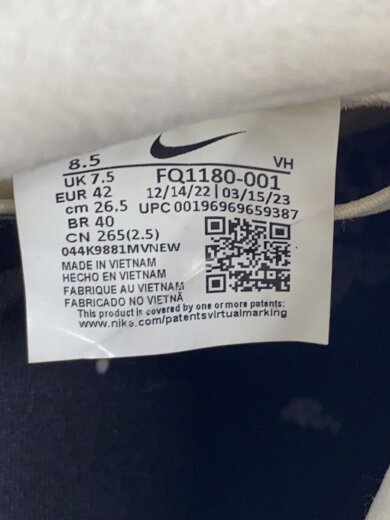 8.5
VH
UK 7.5
FQ1180-001
EUR 42
12/14/22 | 03/15/23
cm 26.5
UPC 00196969659387
BR 40
CN 265(2.5)
044K9881MVNEW
MADE IN VIETNAM
HECHO EN VIETNAM
FABRIQUE AU VIETNAM
FABRICADO NO VIETNÃ
This product is covered by one or more patents:
www.nike.com/patentsvirtualmarking